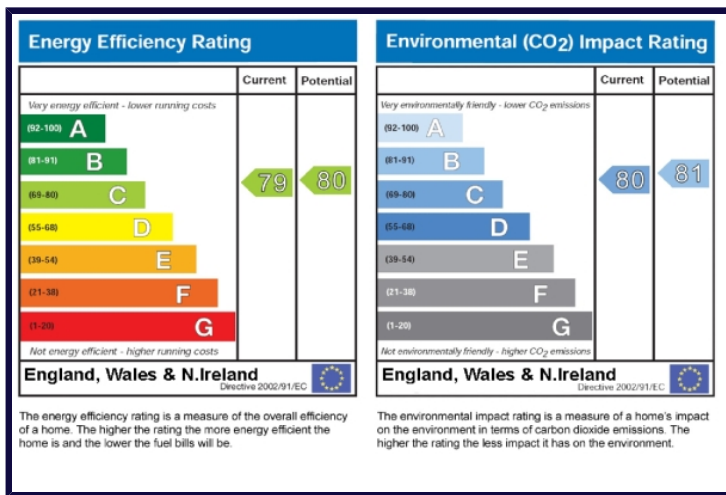 Energy Efficiency Rating
Current Potential
Very energy efficient - lower running costs
(92-100) A
(81-91) B
(69-80) C
79 80
(55-68) D
(39-54) E
(21-38) F
(1-20) G
Not energy efficient - higher running costs
England, Wales & N.Ireland
Directive 2002/91/EC
The energy efficiency rating is a measure of the overall efficiency
of a home. The higher the rating the more energy efficient the
home is and the lower the fuel bills will be.
Environmental (CO2) Impact Rating
Current Potential
Very environmentally friendly - lower CO2 emissions
(92-100) A
(81-91) B
(69-80) C
80 81
(55-68) D
(39-54) E
(21-38) F
(1-20) G
Not environmentally friendly - higher CO2 emissions
England, Wales & N.Ireland
Directive 2002/91/EC
The environmental impact rating is a measure of a home's impact
on the environment in terms of carbon dioxide emissions. The
higher the rating the less impact it has on the environment.